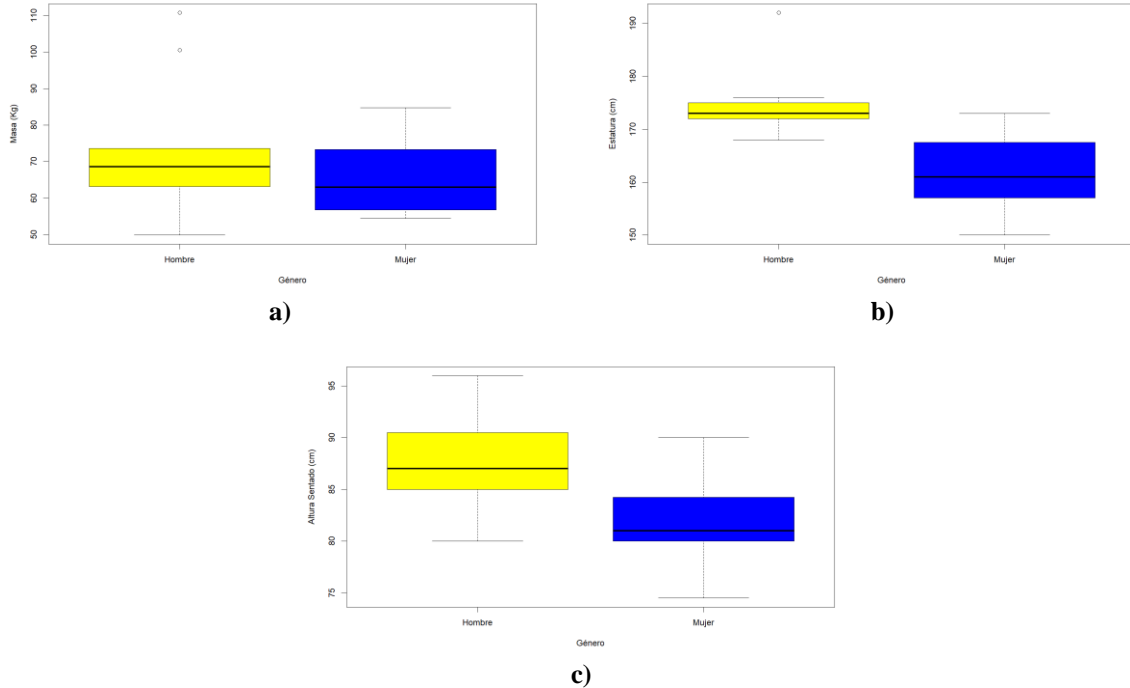 Masa (Kg)
110
100
90
80
70
60
50
Hombre
Mujer
Género
a)
Estatura (cm)
190
180
170
160
150
Hombre
Mujer
Género
b)
Altura Sentado (cm)
95
90
85
80
75
Hombre
Mujer
Género
c)